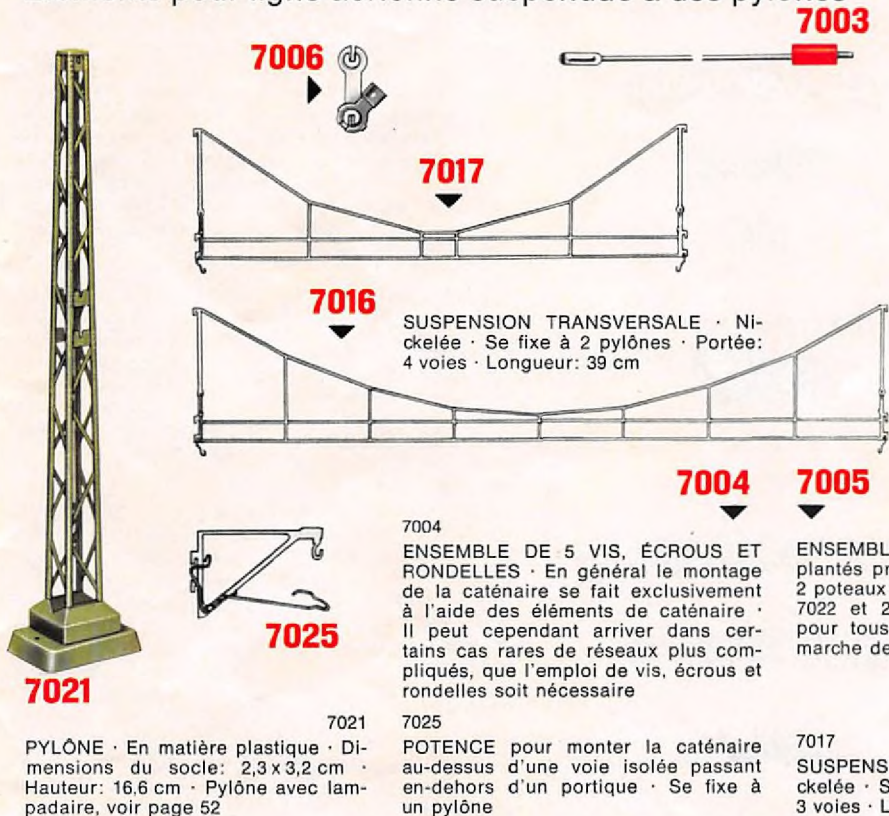 7003
7006
7017
7016
SUSPENSION TRANSVERSALE · Ni-
ckelée · Se fixe à 2 pylônes · Portée:
4 voies · Longueur: 39 cm
7004
7005
7025
7021
7004
ENSEMBLE DE 5 VIS, ÉCROUS ET
RONDELLES · En général le montage
de la caténaire se fait exclusivement
à l'aide des éléments de caténaire ·
Il peut cependant arriver dans cer-
tains cas rares de réseaux plus com-
pliqués, que l'emploi de vis, écrous et
rondelles soit nécessaire
plantés
2 poteaux
7022 et 2
pour tous
marche de
7021
PYLÔNE · En matière plastique · Di-
mensions du socle: 2,3 x 3,2 cm ·
Hauteur: 16,6 cm · Pylône avec lam-
padaire, voir page 52
7025
POTENCE pour monter la caténaire
au-dessus d'une voie isolée passant
en-dehors d'un portique · Se fixe à
un pylône
7017
ckelée ·
3 voies ·